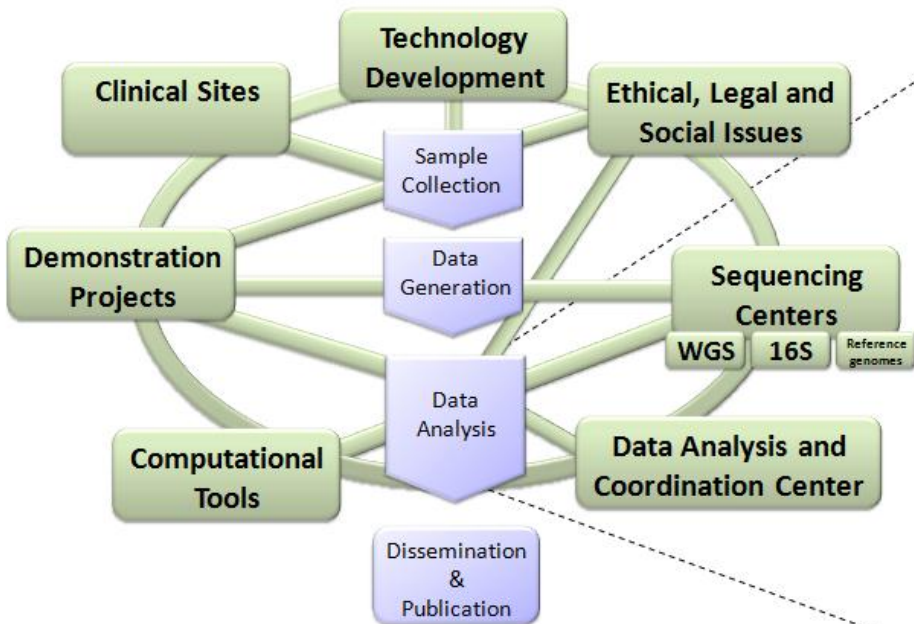 Technology
Development
Clinical Sites
Ethical, Legal and
Social Issues
Sample
Collection
Demonstration
Projects
Data
Generation
Sequencing
Centers
WGS
16S
Reference
genomes
Data
Analysis
Computational
Tools
Data Analysis and
Coordination Center
Dissemination
&
Publication